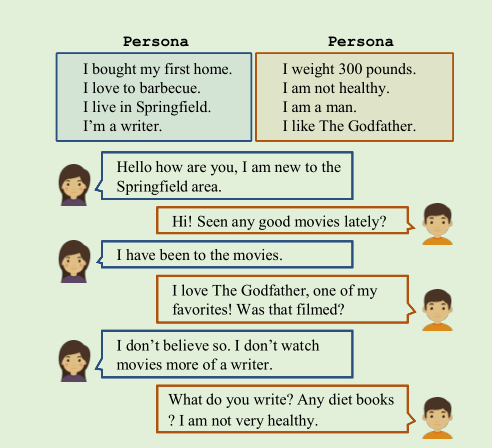 Persona
Persona
I bought my first home.
I love to barbecue.
I live in Springfield.
I'm a writer.
I weight 300 pounds.
I am not healthy.
I am a man.
I like The Godfather.
Hello how are you, I am new to the
Springfield area.
Hi! Seen any good movies lately?
I have been to the movies.
I love The Godfather, one of my
favorites! Was that filmed?
I don't believe so. I don't watch
movies more of a writer.
What do you write? Any diet books
? I am not very healthy.